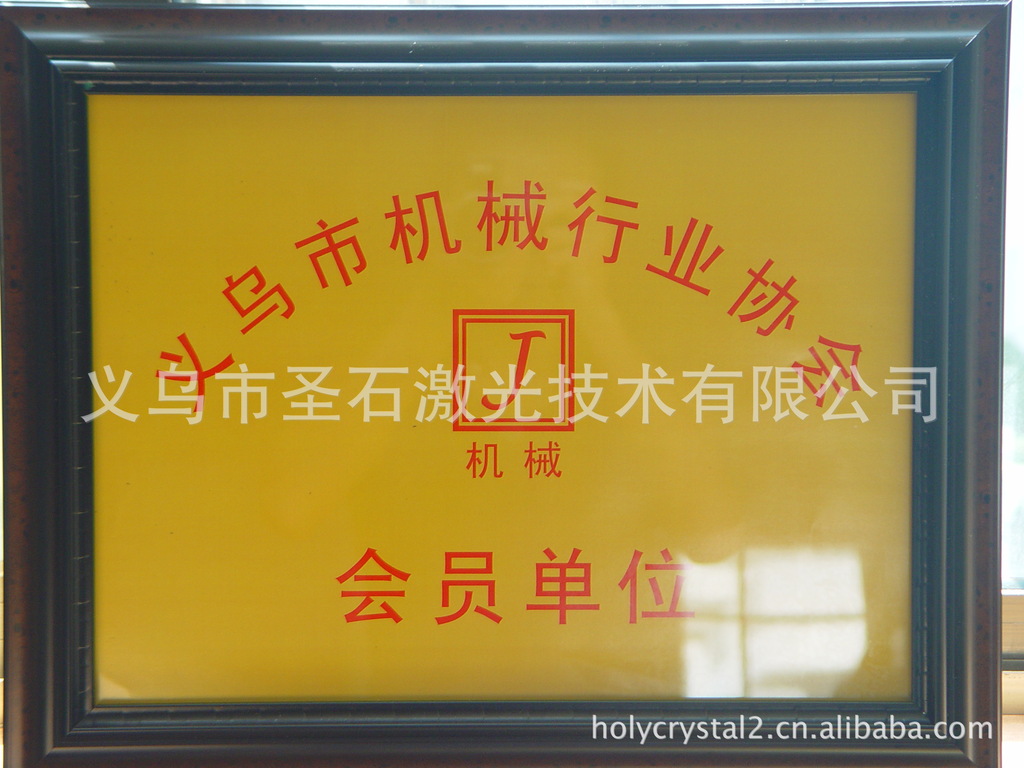 义乌市机械行业协会
J
义乌市圣石激光技术有限公司
机械
会员单位
holycrystal2.cn.alibaba.com